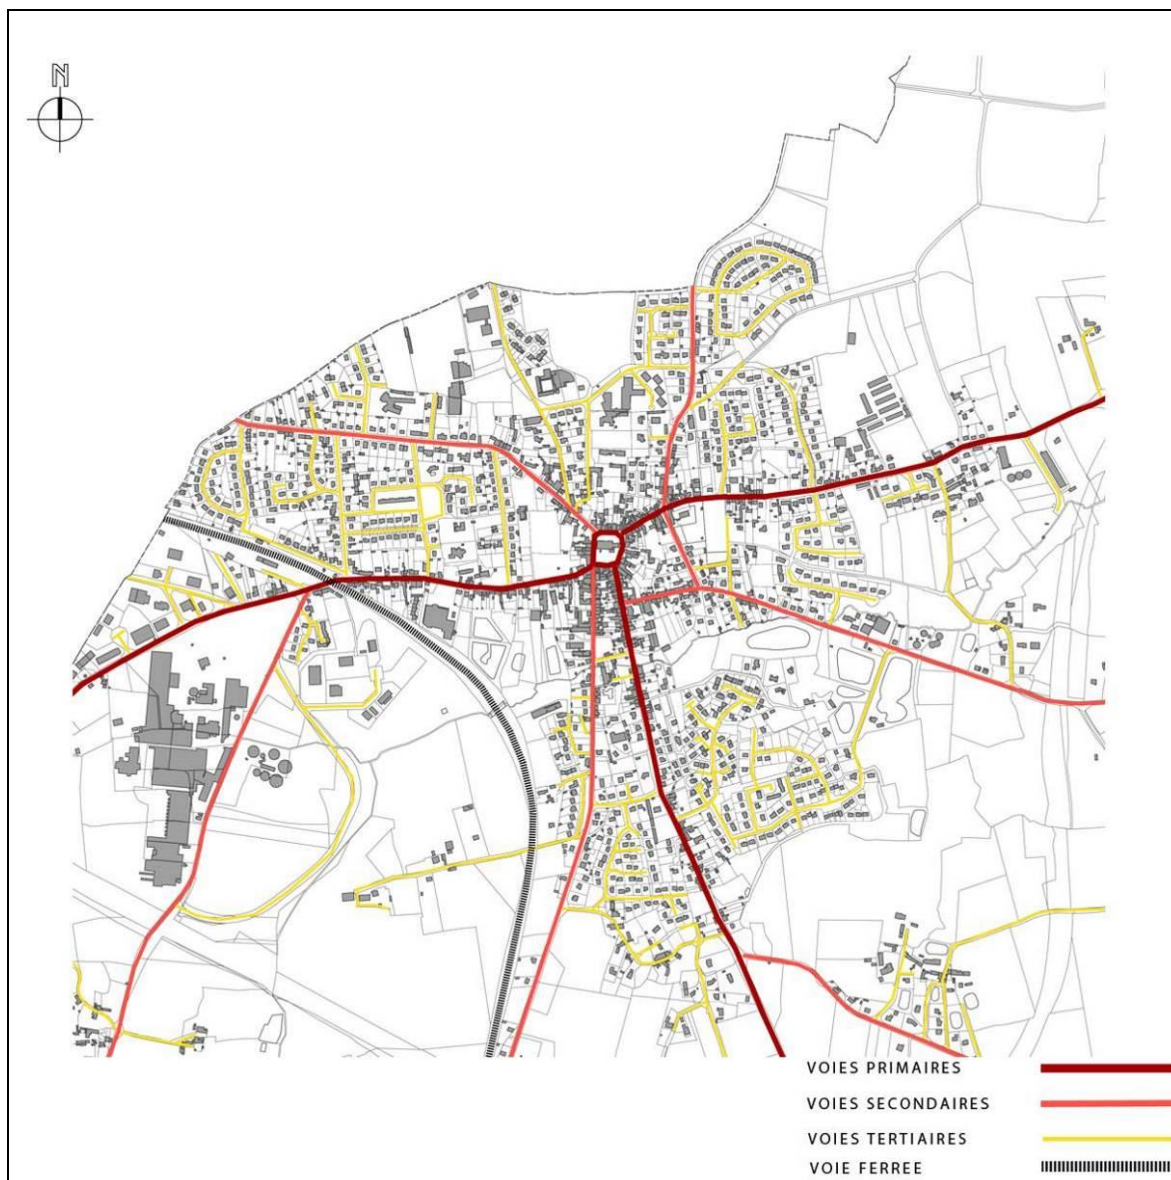 N
VOIES PRIMAIRES
VOIES SECONDAIRES
VOIES TERTIAIRES
VOIE FERREE